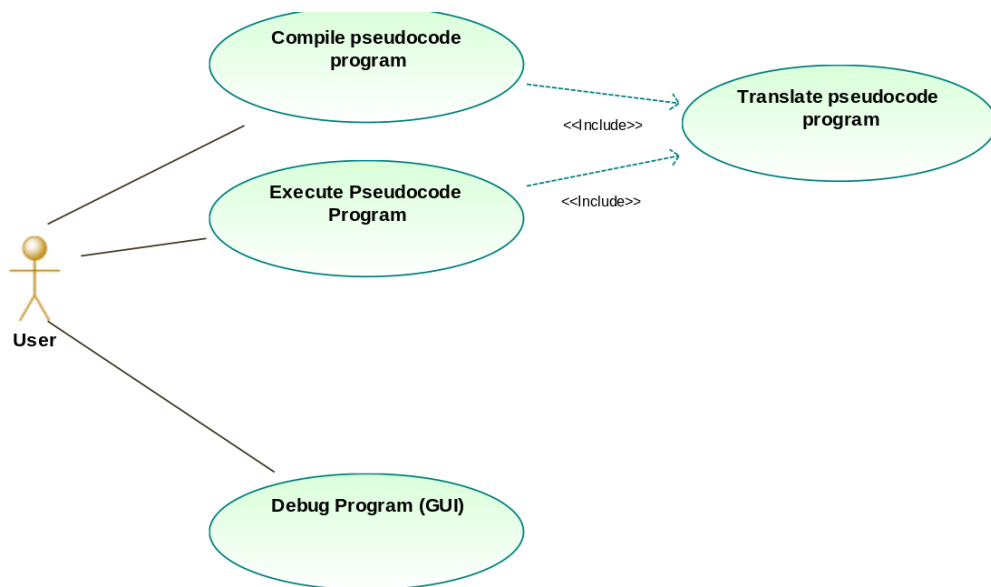 Compile pseudocode
program
Translate pseudocode
program
<<Include>>
Execute Pseudocode
Program
<<Include>>
User
Debug Program (GUI)